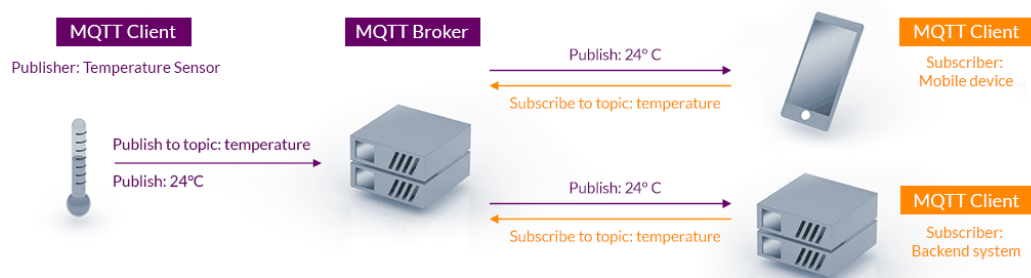 MQTT Client
Publisher: Temperature Sensor
Publish to topic: temperature
Publish: 24°C
MQTT Broker
Publish: 24° C
Subscribe to topic: temperature
MQTT Client
Subscriber:
Mobile device
Publish: 24° C
Subscribe to topic: temperature
MQTT Client
Subscriber:
Backend system